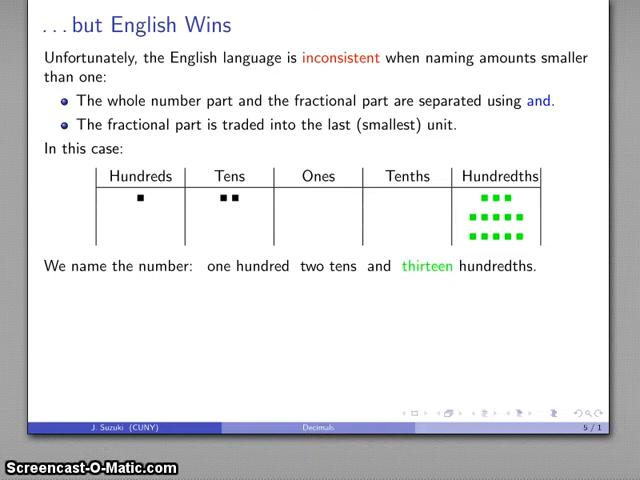 . . . but English Wins
Unfortunately, the English language is inconsistent when naming amounts smaller
than one:
The whole number part and the fractional part are separated using and.
The fractional part is traded into the last (smallest) unit.
In this case:
Hundreds Tens Ones Tenths Hundredths
We name the number: one hundred two tens and thirteen hundredths.
J. Suzuki (CUNY) Decimals 5 / 1
Screencast-O-Matic.com